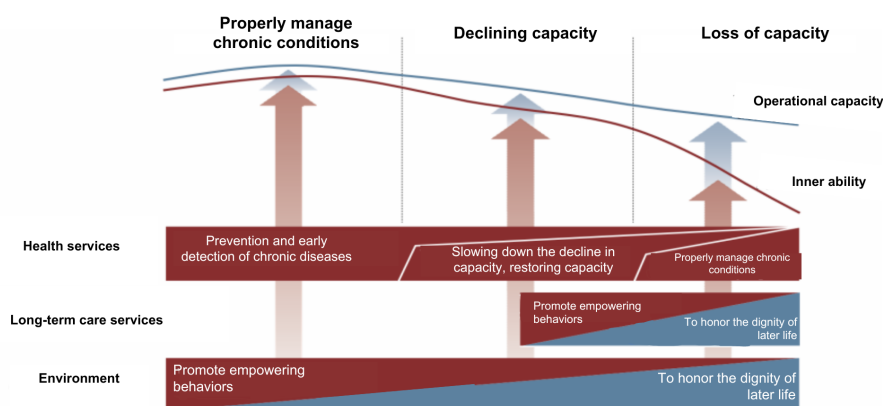 Properly manage
chronic conditions
Declining capacity
Loss of capacity
Operational capacity
Inner ability
Health services
Prevention and early
detection of chronic diseases
Slowing down the decline in
capacity, restoring capacity
Properly manage chronic
conditions
Long-term care services
Promote empowering
behaviors
To honor the dignity of
later life
Environment
Promote empowering
behaviors
To honor the dignity of
later life